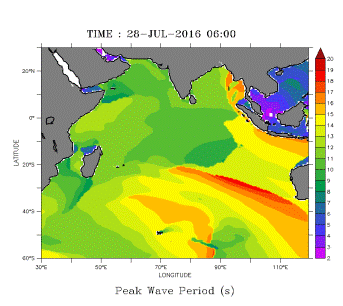 TIME : 28-JUL-2016 06:00
20°N
0°
20°S
40°S
60°S
LATITUDE
30°E
50°E
70°E
90°E
110°E
LONGITUDE
20
19
18
17
16
15
14
13
12
11
10
9
8
7
6
5
4
3
2
Peak Wave Period (s)